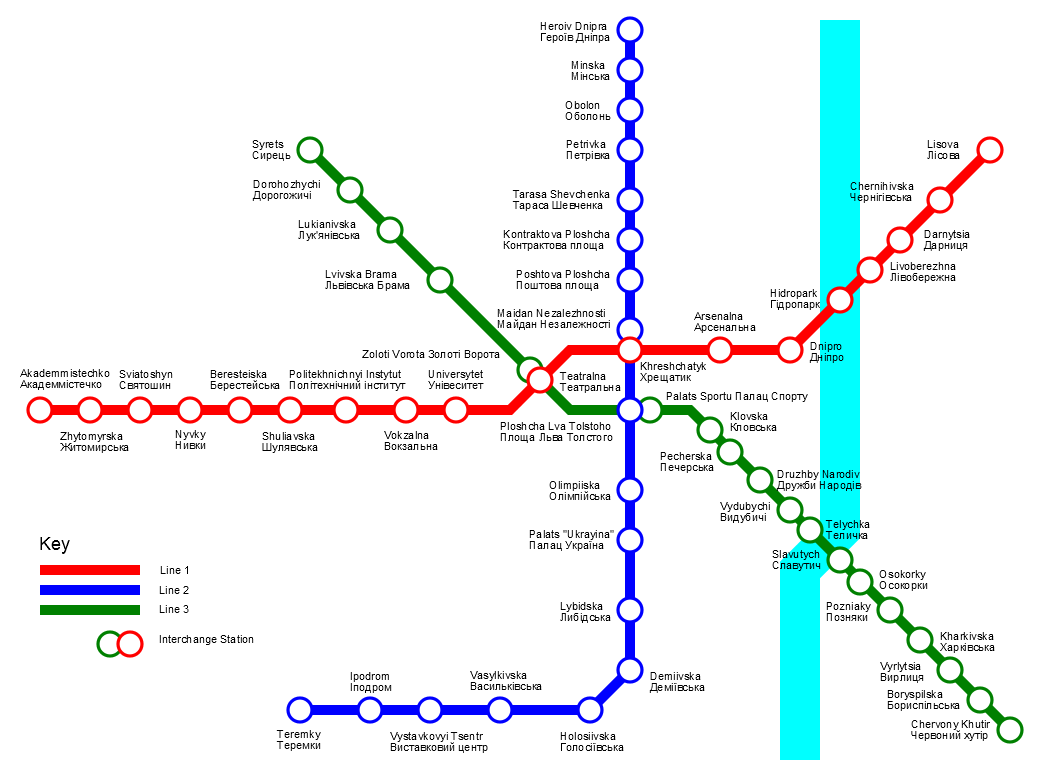 Heroiv Dnipra
Героїв Дніпра
Minska
Мінська
Obolon
Оболонь
Petrivka
Петрівка
Tarasa Shevchenka
Тараса Шевченка
Kontraktova Ploshcha
Контрактова площа
Poshtova Ploshcha
Поштова площа
Maidan Nezalezhnosti
Майдан Незалежності
Syrets
Сирець
Dorohozhychi
Дорогожичі
Lukianivska
Лук'янівська
Lvivska Brama
Львівська Брама
Zoloti Vorota Золоті Ворота
Lisova
Лісова
Chernihivska
Чернігівська
Darnytsia
Дарниця
Livoberezhna
Лівобережна
Hidropark
Гідропарк
Arsenalna
Арсенальна
Dnipro
Дніпро
Khreshchatyk
Хрещатик
Teatralna
Театральна
Akademmistechko
Академмістечко
Sviatoshyn
Святошин
Beresteiska
Берестейська
Politekhnichnyi Instytut
Політехнічний інститут
Universytet
Унівеситет
Zhytomyrska
Житомирська
Nyvky
Нивки
Shuliavska
Шулявська
Vokzalna
Вокзальна
Ploshcha Lva Tolstoho
Площа Льва Толстого
Palats Sportu Палац Спорту
Klovska
Кловська
Pecherska
Печерська
Druzhby Narodiv
Дружби Народів
Vydubychi
Видубичі
Telychka
Теличка
Slavutych
Славутич
Osokorky
Осокорки
Pozniaky
Позняки
Kharkivska
Харківська
Vyrlytsia
Вирлиця
Boryspilska
Бориспільська
Chervony Khutir
Червоний хутір
Olimpiiska
Олімпійська
Palats "Ukrayina"
Палац Україна
Lybidska
Либідська
Demiivska
Деміївська
Holosiivska
Голосіївська
Vasylkivska
Васильківська
Vystavkovyi Tsentr
Виставковий центр
Ipodrom
Іподром
Teremky
Теремки
Key
Line 1
Line 2
Line 3
Interchange Station